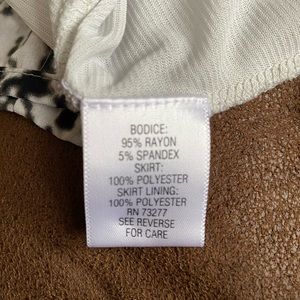 BODICE:
95% RAYON
5% SPANDEX
SKIRT:
100% POLYESTER
SKIRT LINING:
100% POLYESTER
RN 73277
SEE REVERSE
FOR CARE